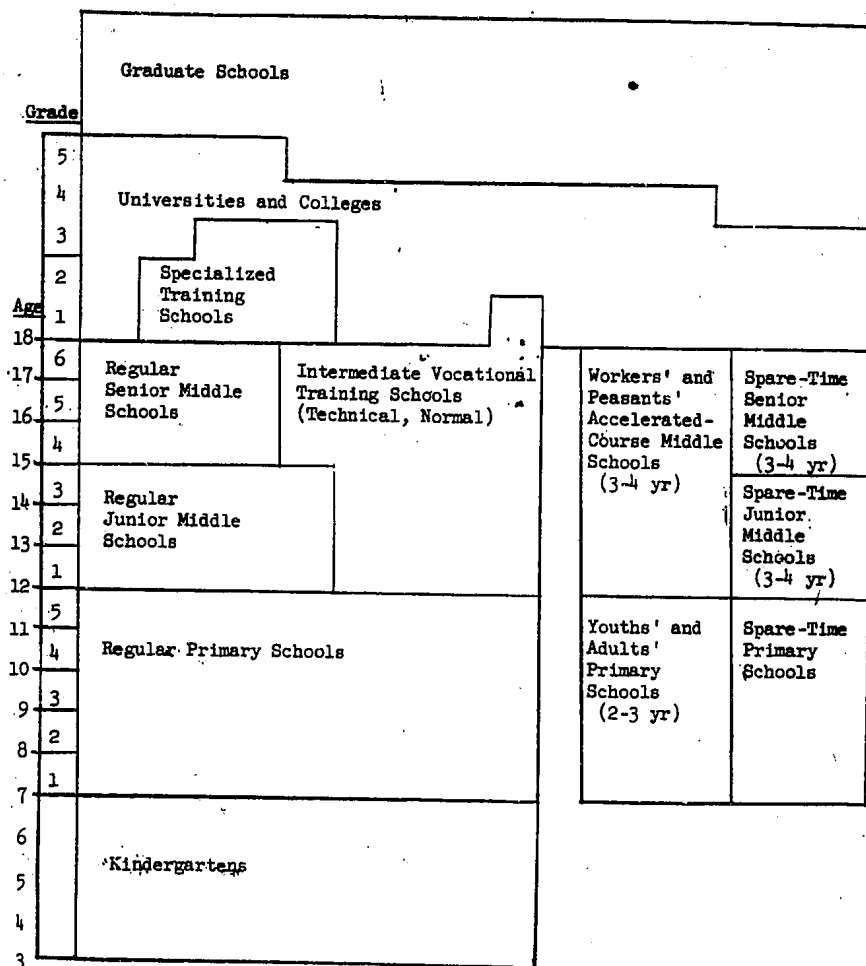 Graduate Schools
Grade
5
4
3
2
1
Universities and Colleges
Specialized
Training
Schools
Age
18
17
16
15
14
13
12
11
10
9
8
7
6
5
4
3
6
5
4
3
2
1
5
4
3
2
1
Regular
Senior Middle
Schools
Intermediate Vocational
Training Schools
(Technical, Normal)
Workers' and
Peasants'
Accelerated-
Course Middle
Schools
(3-4 yr)
Spare-Time
Senior
Middle
Schools
(3-4 yr)
Regular
Junior Middle
Schools
Spare-Time
Junior
Middle
Schools
(3-4 yr)
Regular Primary Schools
Youths' and
Adults'
Primary
Schools
(2-3 yr)
Spare-Time
Primary
Schools
Kindergartens